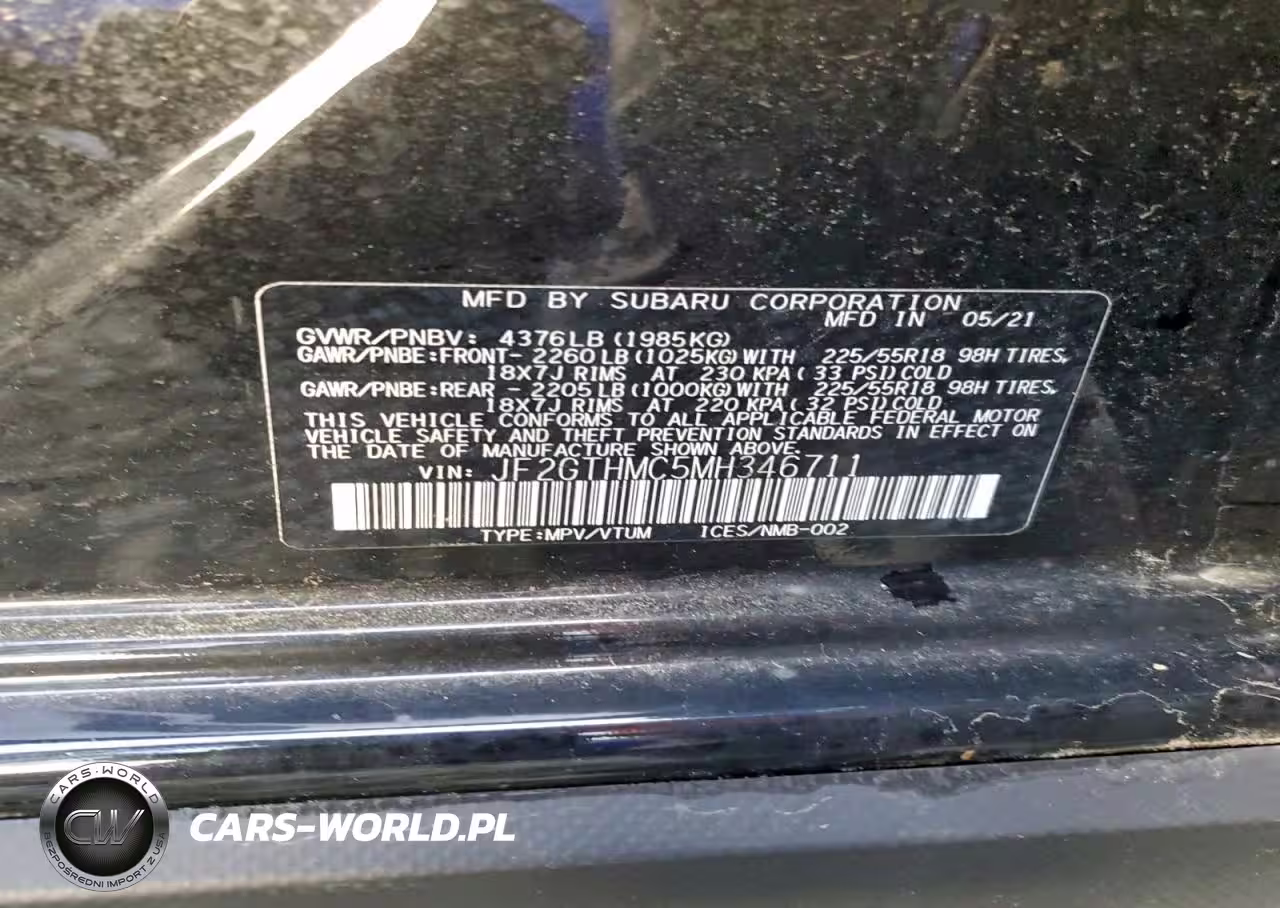 MFD BY SUBARU CORPORATION
MFD IN 05/21
GVWR/PNBV: 4376LB(1985KG)
GAWR/PNBE:FRONT- 2260LB(1025KG)WITH 225/55R18 98H TIRES,
18X7J RIMS AT 230 KPA( 33 PSI)COLD
GAWR/PNBE:REAR - 2205LB(1000KG)WITH 225/55R18 98H TIRES,
18X7J RIMS AT 220 KPA( 32 PSI)COLD
THIS VEHICLE CONFORMS TO ALL APPLICABLE FEDERAL MOTOR
VEHICLE SAFETY AND THEFT PREVENTION STANDARDS IN EFFECT ON
THE DATE OF MANUFACTURE SHOWN ABOVE.
VIN: JF2GTHMC5MH346711
TYPE:MPV/VTUM ICES/NMB-002
CARS-WORLD
CW
BEZPOŚREDNI IMPORT Z USA
CARS-WORLD.PL